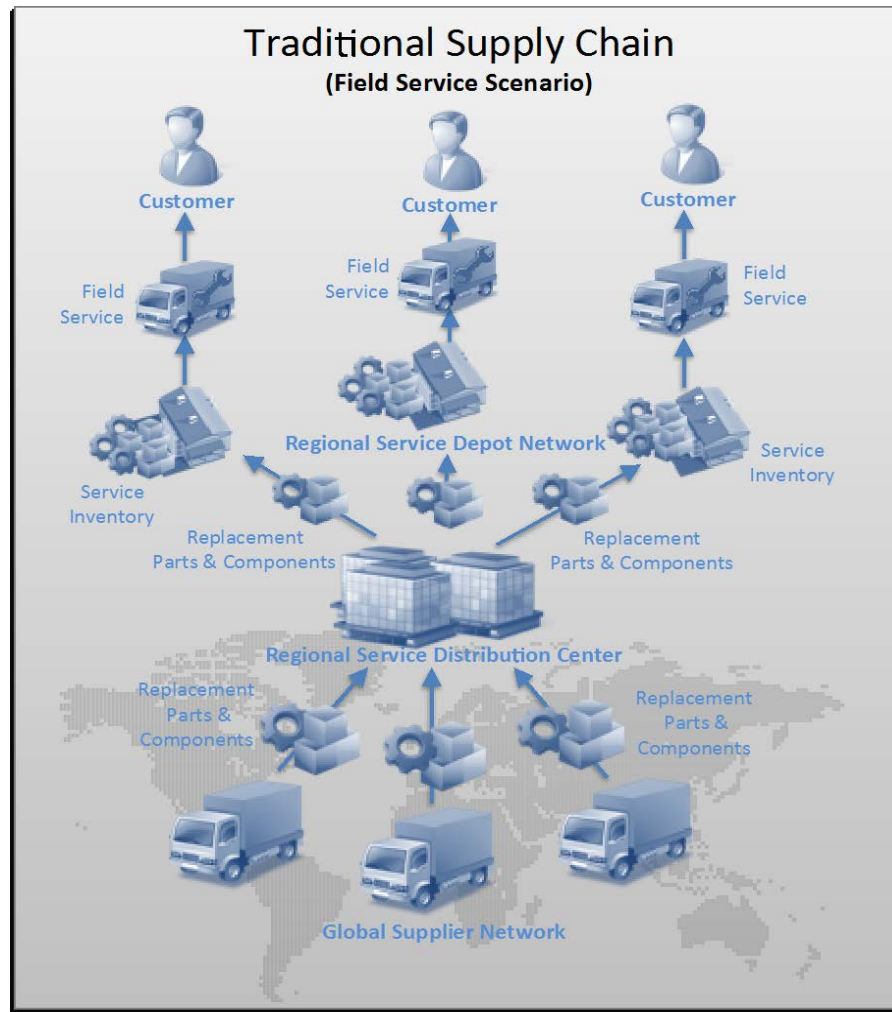 Traditional Supply Chain
(Field Service Scenario)
Customer
Customer
Customer
Field
Service
Field
Service
Field
Service
Regional Service Depot Network
Service
Inventory
Service
Inventory
Replacement
Parts & Components
Replacement
Parts & Components
Regional Service Distribution Center
Replacement
Parts &
Components
Replacement
Parts &
Components
Global Supplier Network